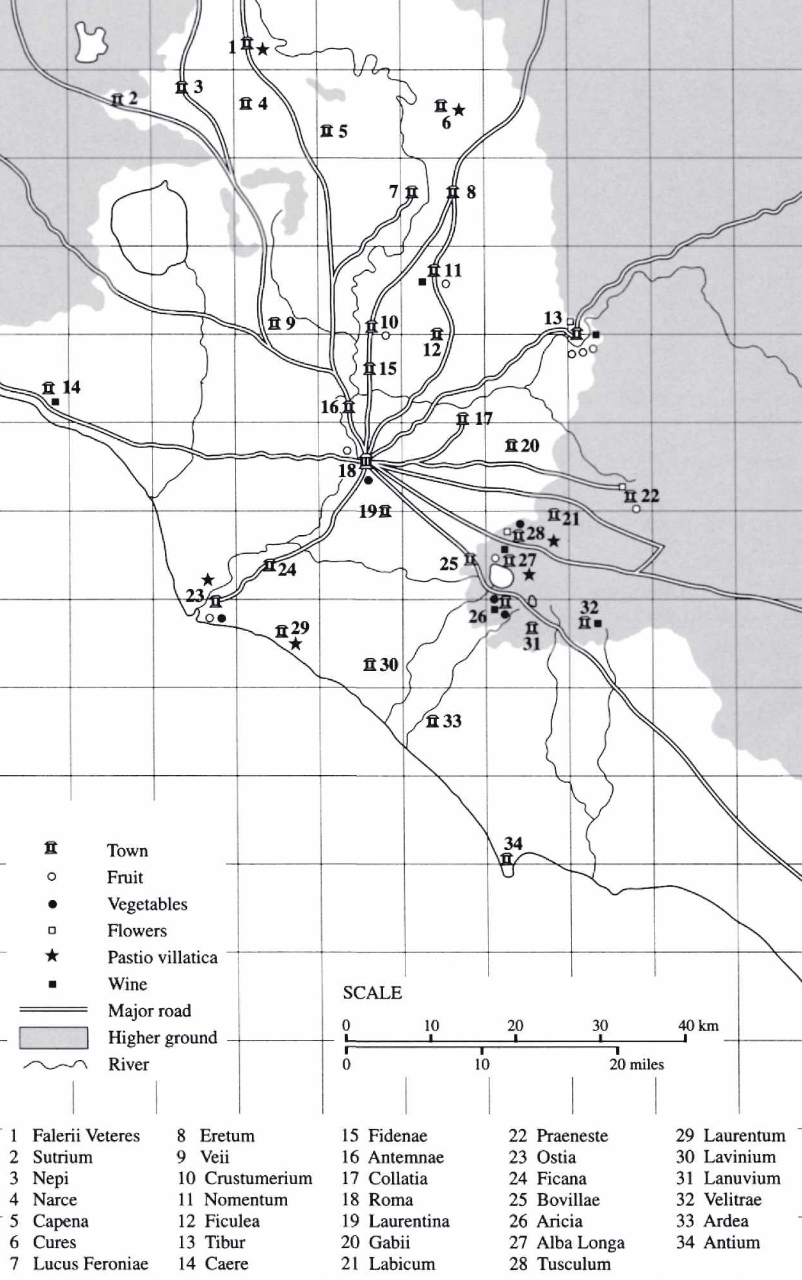 1
2
3
4
5
6
7
8
11
9
10
13
12
14
15
16
17
20
18
22
19
21
28
25
27
24
23
26
32
29
31
30
33
34
Town
Fruit
Vegetables
Flowers
Pastio villatica
Wine
Major road
Higher ground
River
SCALE
0 10 20 30 40 km
0 10 20 miles
1 Falerii Veteres
2 Sutrium
3 Nepi
4 Narce
5 Capena
6 Cures
7 Lucus Feroniae
8 Eretum
9 Veii
10 Crustumerium
11 Nomentum
12 Ficulea
13 Tibur
14 Caere
15 Fidenae
16 Antemnae
17 Collatia
18 Roma
19 Laurentina
20 Gabii
21 Labicum
22 Praeneste
23 Ostia
24 Ficana
25 Bovillae
26 Aricia
27 Alba Longa
28 Tusculum
29 Laurentum
30 Lavinium
31 Lanuvium
32 Velitrae
33 Ardea
34 Antium